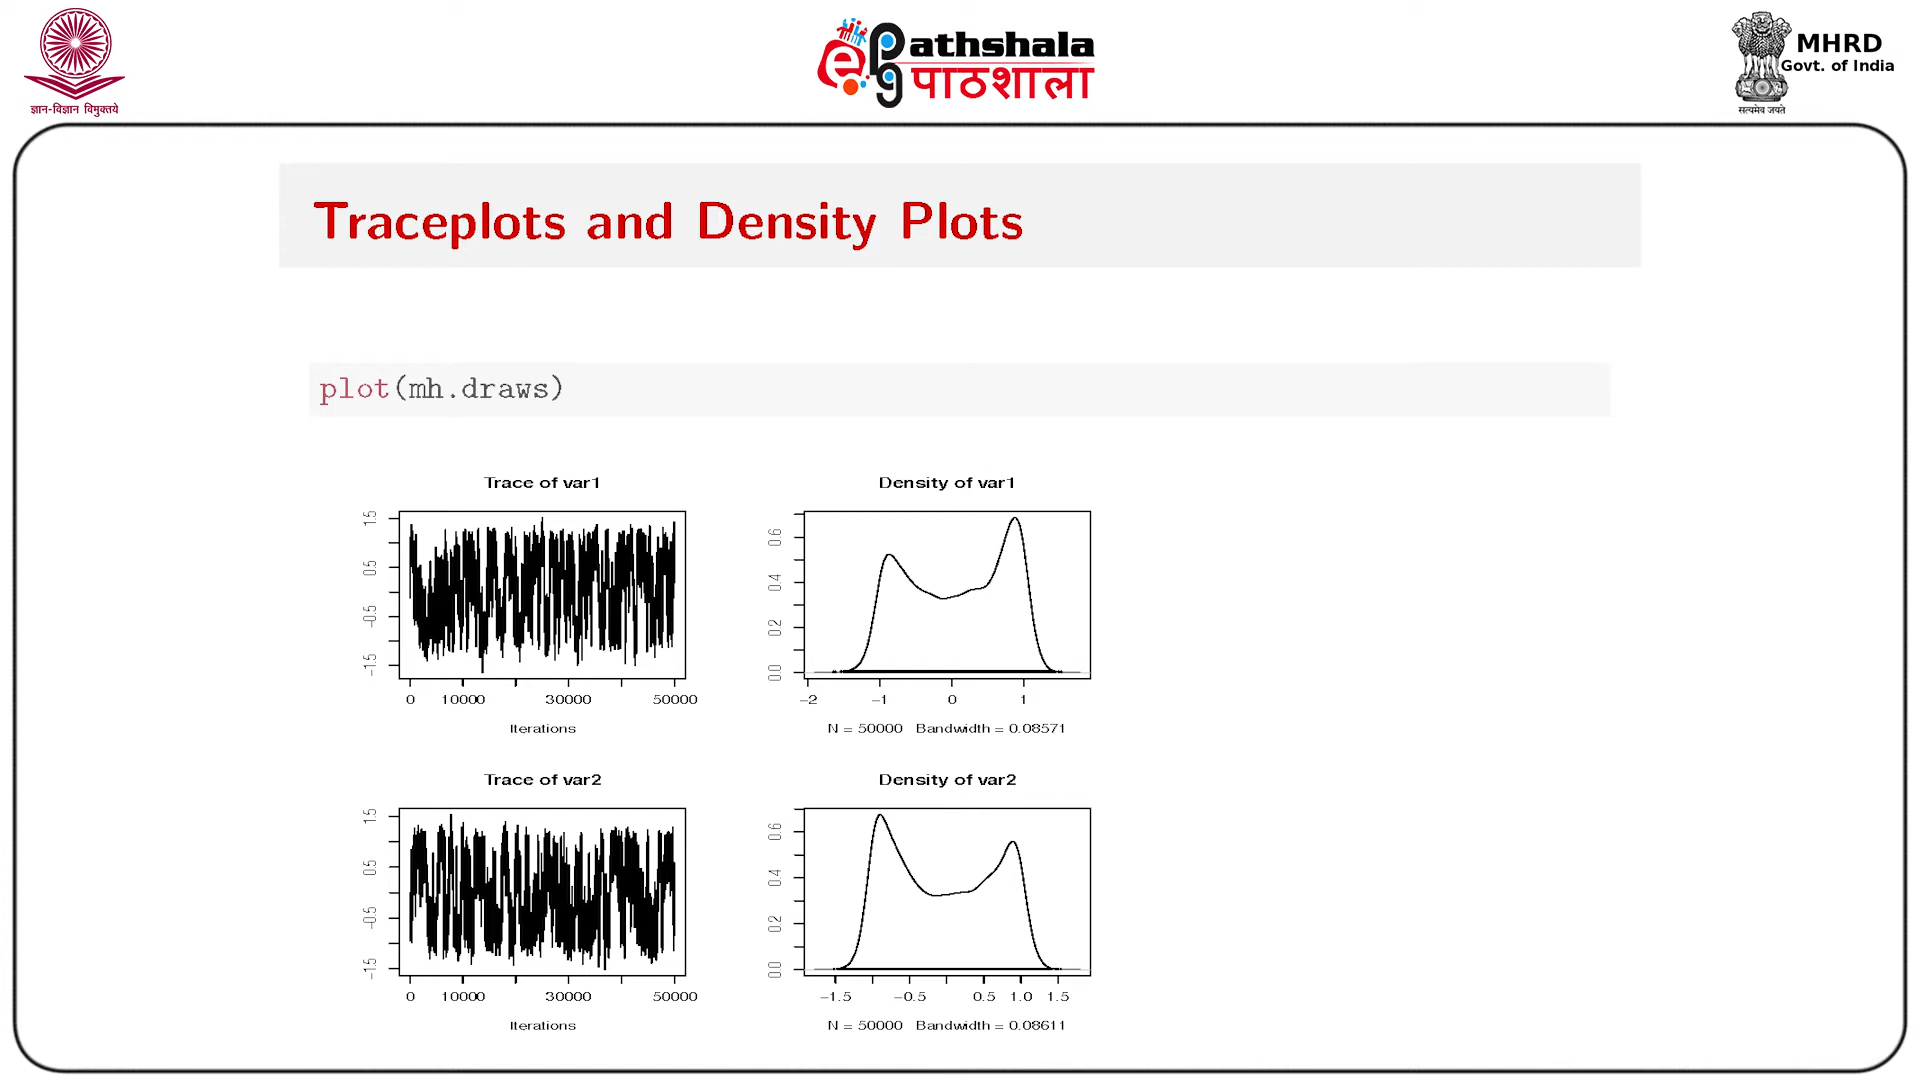 ज्ञान-विज्ञान विमुक्तये
ePG Pathshala
पाठशाला
MHRD
Govt. of India
सत्यमेव जयते
Traceplots and Density Plots
plot(mh.draws)
Trace of var1
1.5
0.5
−0.5
−1.5
0 10000 30000 50000
Iterations
Density of var1
0.6
0.4
0.2
0.0
−2 −1 0 1
N = 50000 Bandwidth = 0.08571
Trace of var2
1.5
0.5
−0.5
−1.5
0 10000 30000 50000
Iterations
Density of var2
0.6
0.4
0.2
0.0
−1.5 −0.5 0.5 1.0 1.5
N = 50000 Bandwidth = 0.08611